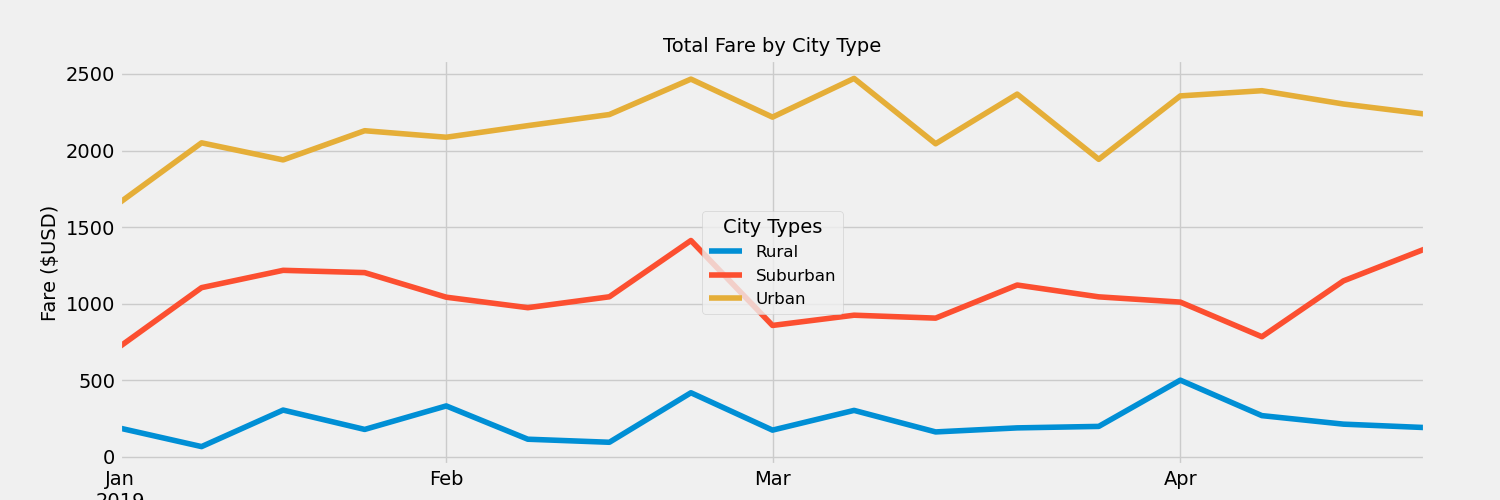 Total Fare by City Type
Fare ($USD)
2500
2000
1500
1000
500
0
City Types
Rural
Suburban
Urban
Jan Feb Mar Apr
2019